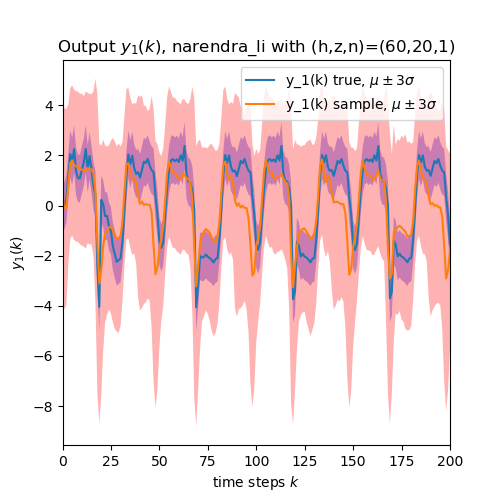 Output $y_1(k)$, narendra_li with (h,z,n)=(60,20,1)
y_1(k) true, $\mu \pm 3\sigma$
y_1(k) sample, $\mu \pm 3\sigma$
4
2
0
−2
−4
−6
−8
$y_1(k)$
0 25 50 75 100 125 150 175 200
time steps $k$